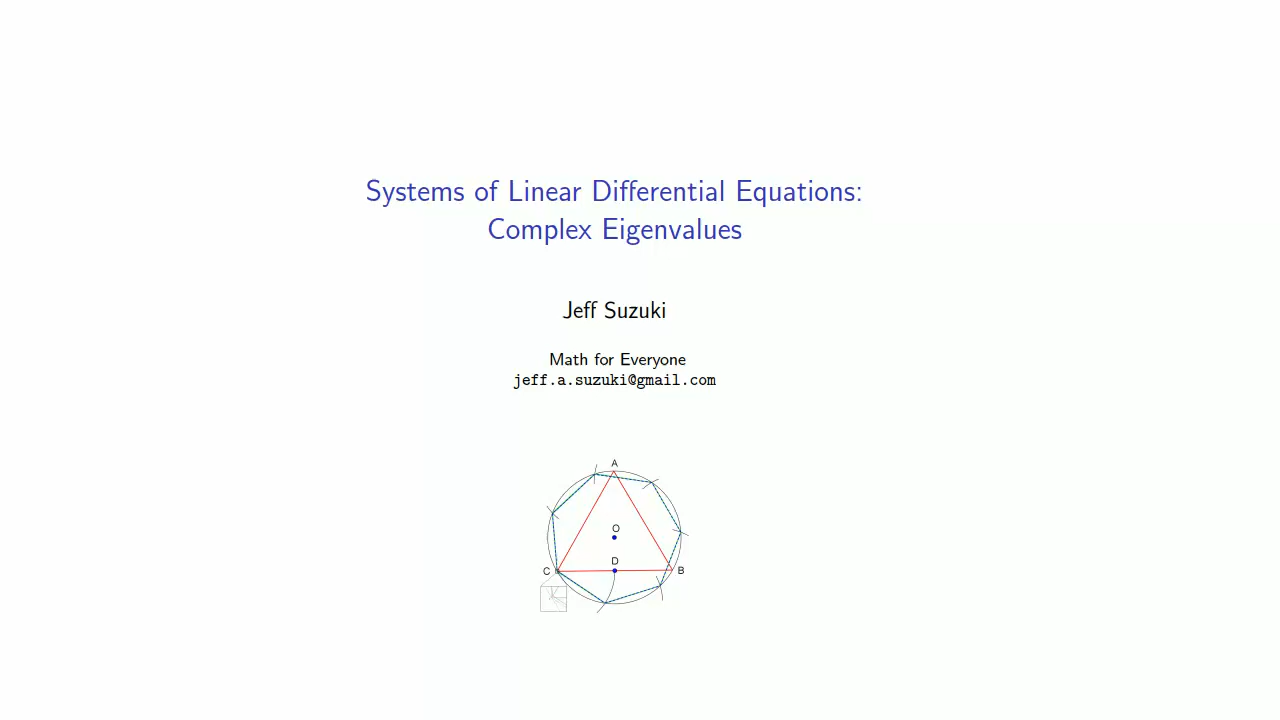 Systems of Linear Differential Equations:
Complex Eigenvalues
Jeff Suzuki
Math for Everyone
jeff.a.suzuki@gmail.com
A
O
D
C
B